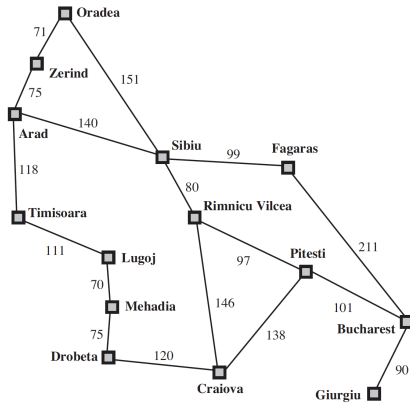 Oradea
71
Zerind
75
151
Arad
140
Sibiu
99
Fagaras
118
80
Timisoara
Rimnicu Vilcea
111
Lugoj
97
Pitesti
211
70
146
101
Mehadia
138
Bucharest
75
120
90
Drobeta
Craiova
Giurgiu